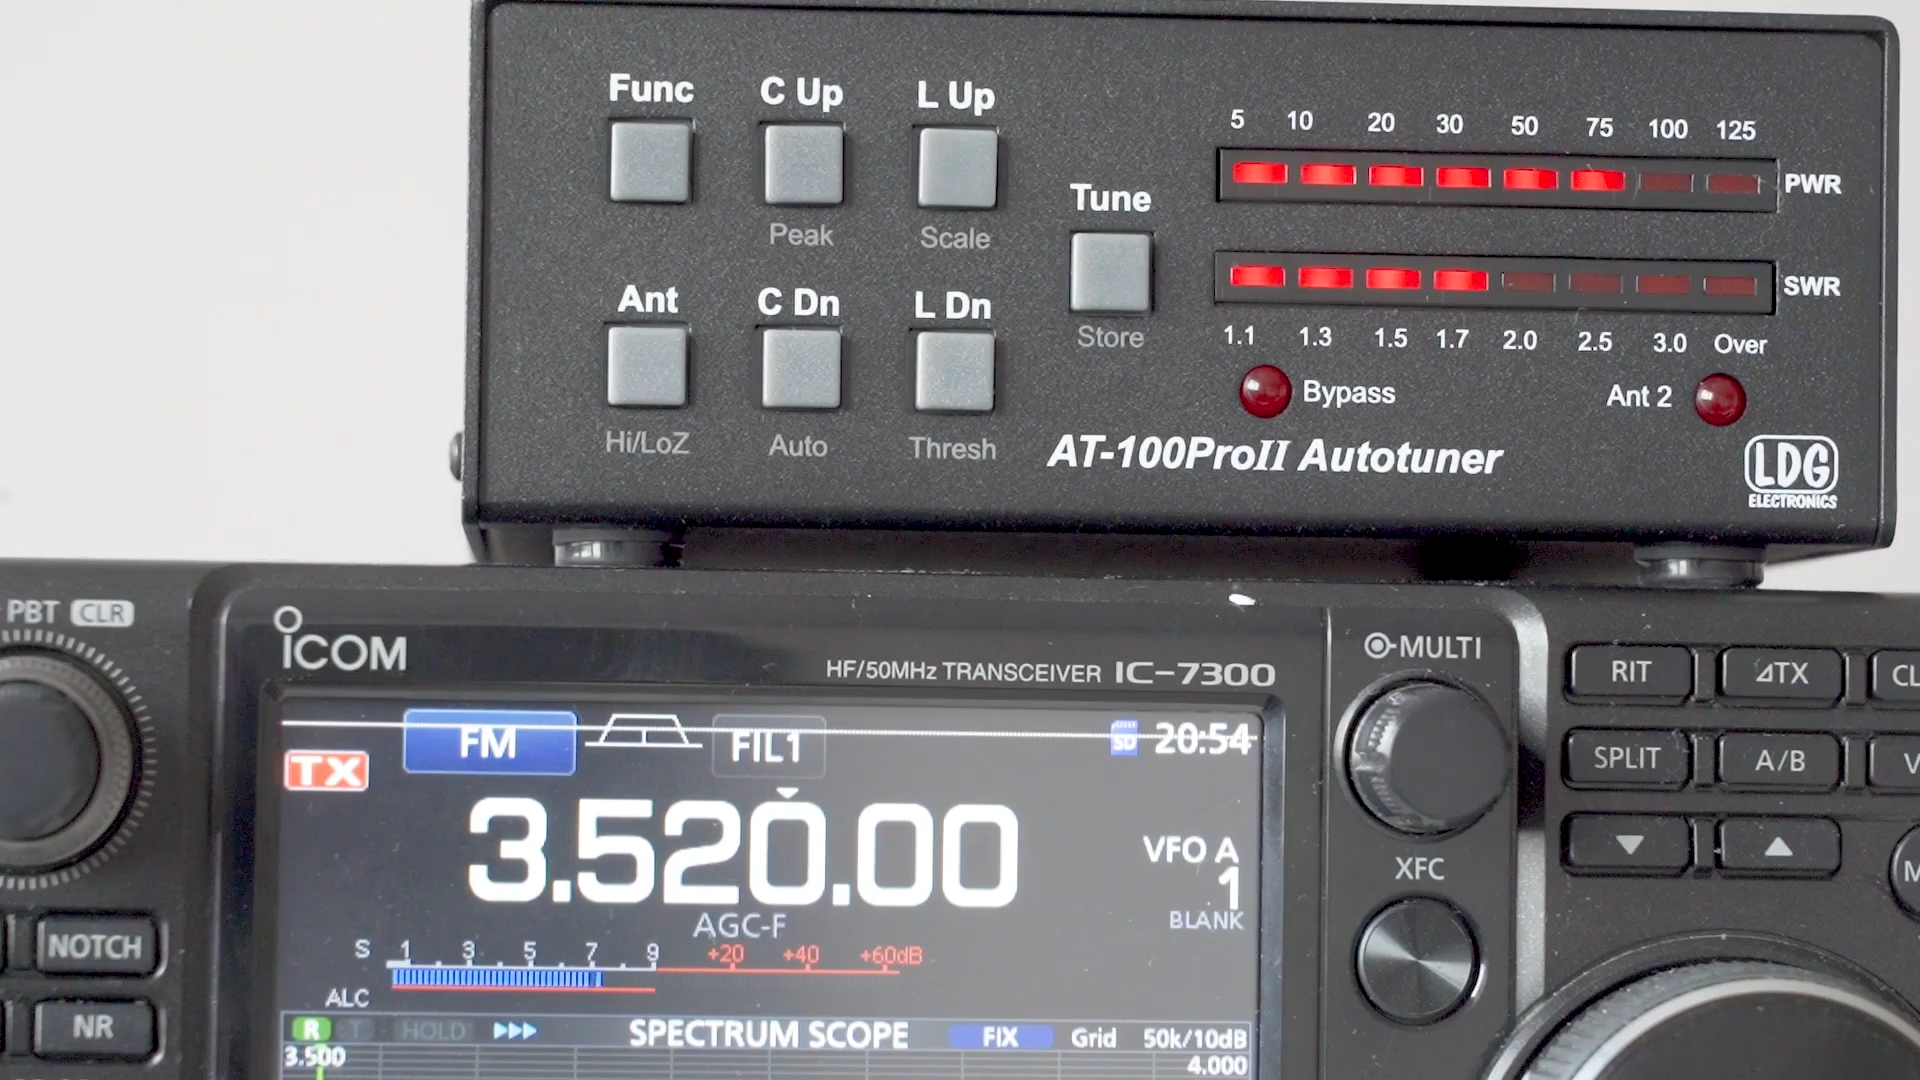 Func C Up L Up
Peak Scale
Tune
Store
Ant C Dn L Dn
Hi/LoZ Auto Thresh
5 10 20 30 50 75 100 125
PWR
SWR
1.1 1.3 1.5 1.7 2.0 2.5 3.0 Over
Bypass Ant 2
AT-100ProII Autotuner
LDG
ELECTRONICS
PBT CLR
ICOM
HF/50MHz TRANSCEIVER IC-7300
MULTI
RIT ⊿TX
SPLIT A/B
XFC
NOTCH
NR
FM FIL1 SD 20:54
TX
3.520.00
VFO A
1
BLANK
AGC-F
S 1 3 5 7 9 +20 +40 +60dB
ALC
R T HOLD SPECTRUM SCOPE FIX Grid 50k/10dB
3.500 4.000